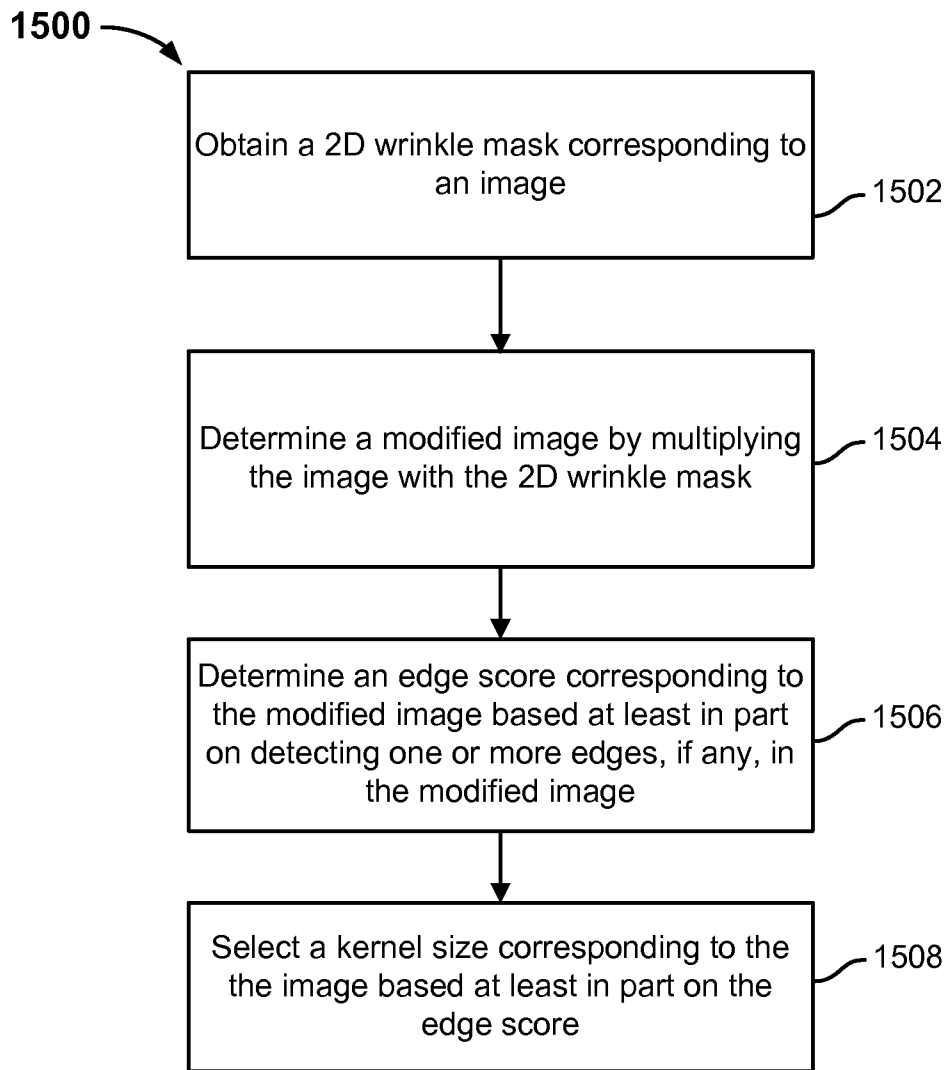 1500
Obtain a 2D wrinkle mask corresponding to
an image
1502
Determine a modified image by multiplying
the image with the 2D wrinkle mask
1504
Determine an edge score corresponding to
the modified image based at least in part
on detecting one or more edges, if any, in
the modified image
1506
Select a kernel size corresponding to the
the image based at least in part on the
edge score
1508